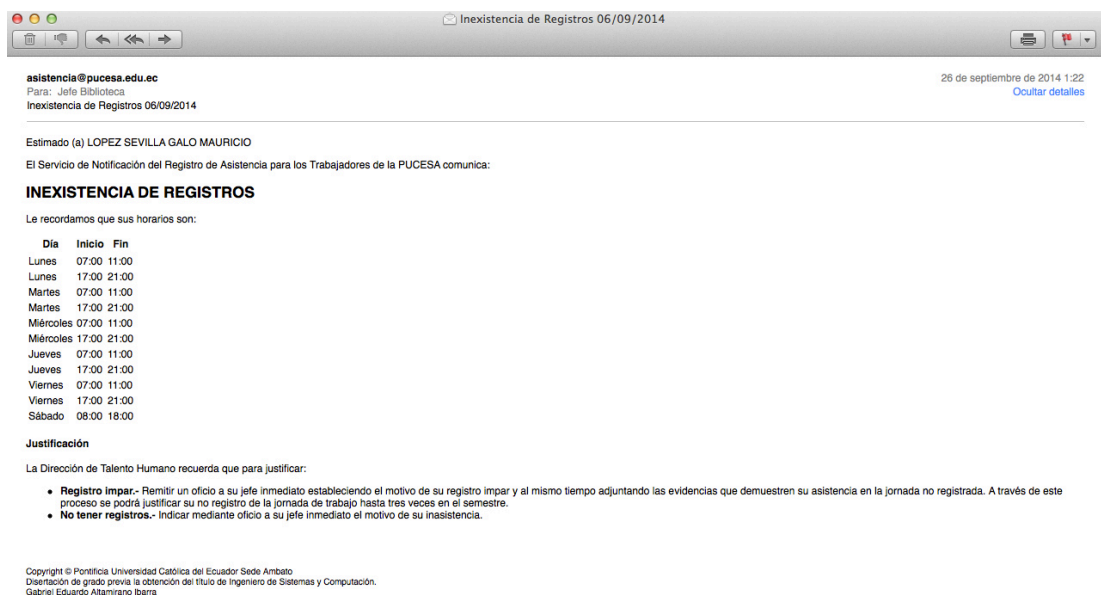 Inexistencia de Registros 06/09/2014
asistencia@pucesa.edu.ec
26 de septiembre de 2014 1:22
Para: Jefe Biblioteca
Ocultar detalles
Inexistencia de Registros 06/09/2014
Estimado (a) LOPEZ SEVILLA GALO MAURICIO
El Servicio de Notificación del Registro de Asistencia para los Trabajadores de la PUCESA comunica:
INEXISTENCIA DE REGISTROS
Le recordamos que sus horarios son:
Día Inicio Fin
Lunes 07:00 11:00
Lunes 17:00 21:00
Martes 07:00 11:00
Martes 17:00 21:00
Miércoles 07:00 11:00
Miércoles 17:00 21:00
Jueves 07:00 11:00
Jueves 17:00 21:00
Viernes 07:00 11:00
Viernes 17:00 21:00
Sábado 08:00 18:00
Justificación
La Dirección de Talento Humano recuerda que para justificar:
• Registro impar.- Remitir un oficio a su jefe inmediato estableciendo el motivo de su registro impar y al mismo tiempo adjuntando las evidencias que demuestren su asistencia en la jornada no registrada. A través de este
proceso se podrá justificar su no registro de la jornada de trabajo hasta tres veces en el semestre.
• No tener registros.- Indicar mediante oficio a su jefe inmediato el motivo de su inasistencia.
Copyright © Pontificia Universidad Católica del Ecuador Sede Ambato
Disertación de grado previa la obtención del título de Ingeniero de Sistemas y Computación.
Gabriel Eduardo Altamirano Ibarra